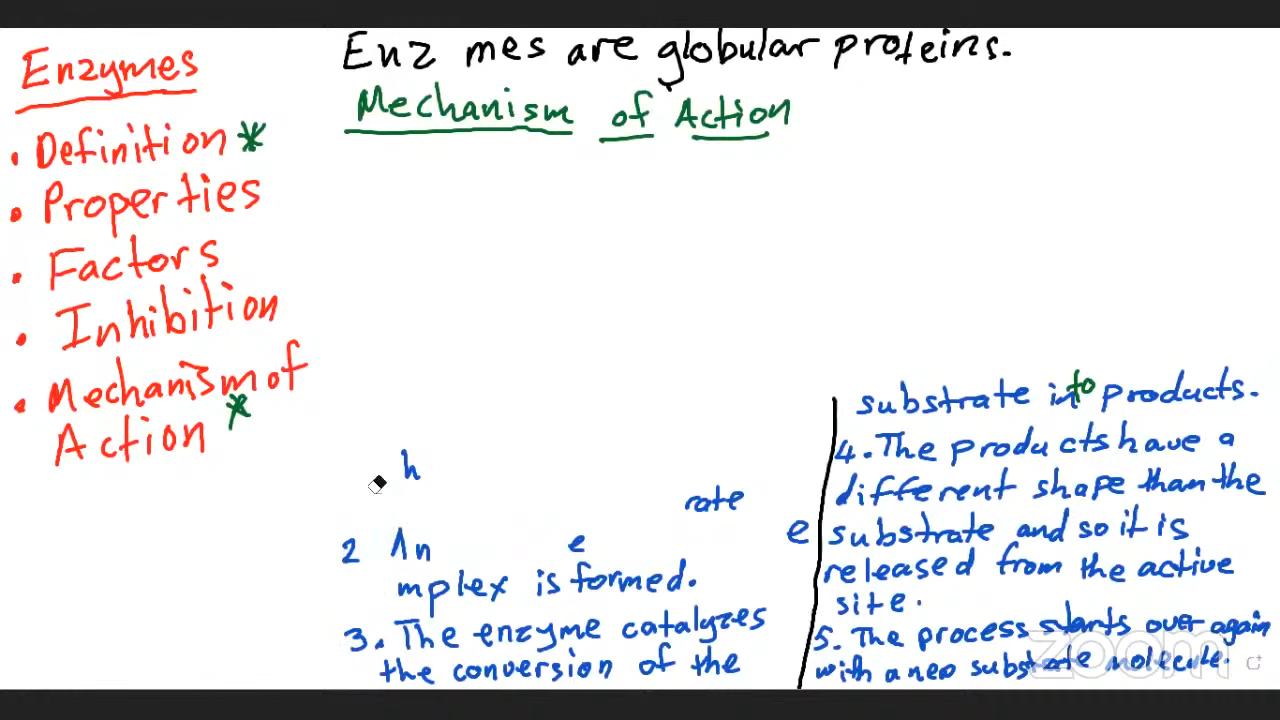 Enzymes
• Definition *
• Properties
• Factors
• Inhibition
• Mechanism of
Action *
Enz mes are globular proteins.
Mechanism of Action
h
rate
2 An e e
mplex is formed.
3. The enzyme catalyzes
the conversion of the
substrate into products.
4. The products have a
different shape than the
substrate and so it is
released from the active
site.
5. The process starts over again
with a new substrate molecule.
zoom